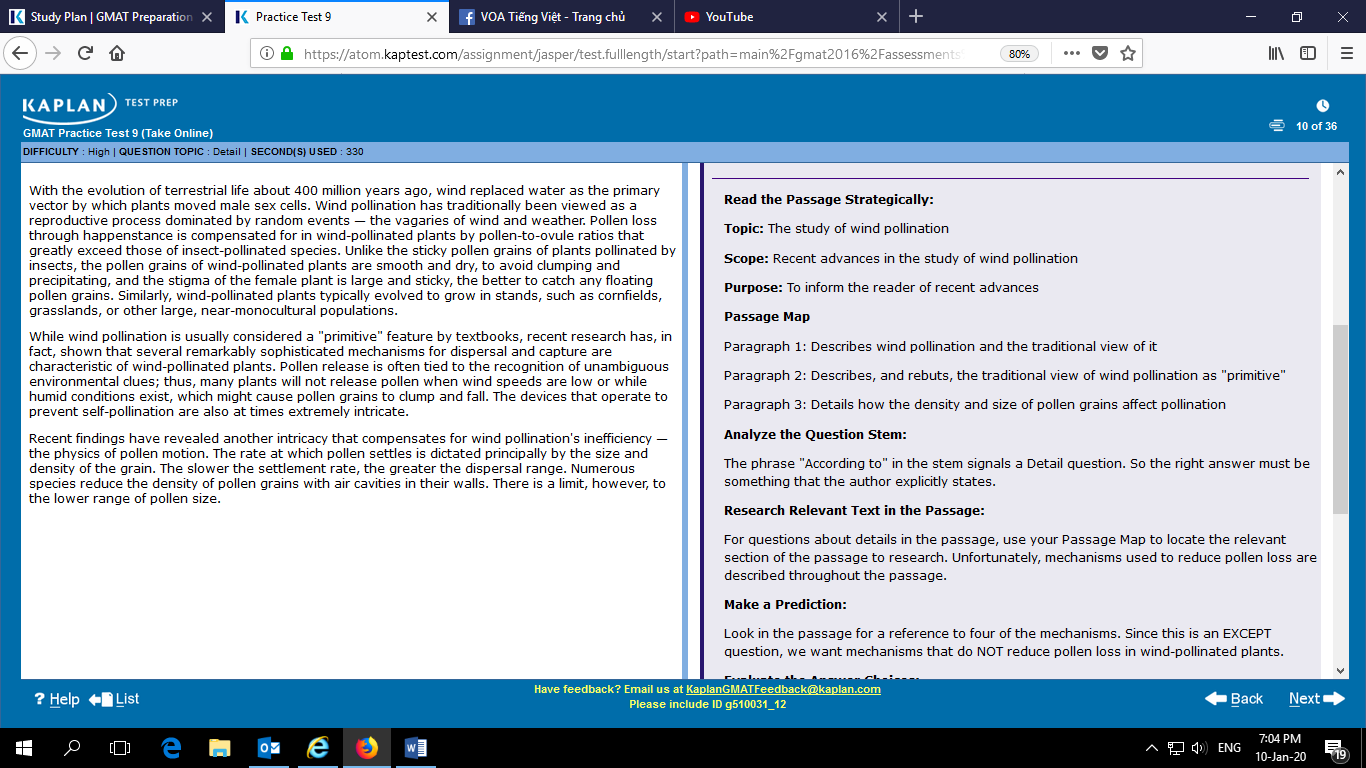 Study Plan | GMAT Preparation
Practice Test 9
VOA Tiếng Việt - Trang chủ
YouTube
https://atom.kaptest.com/assignment/jasper/test.fulllength/start?path=main%2Fgmat2016%2Fassessments
80%
KAPLAN TEST PREP
GMAT Practice Test 9 (Take Online)
10 of 36
DIFFICULTY : High | QUESTION TOPIC : Detail | SECOND(S) USED : 330
With the evolution of terrestrial life about 400 million years ago, wind replaced water as the primary
vector by which plants moved male sex cells. Wind pollination has traditionally been viewed as a
reproductive process dominated by random events — the vagaries of wind and weather. Pollen loss
through happenstance is compensated for in wind-pollinated plants by pollen-to-ovule ratios that
greatly exceed those of insect-pollinated species. Unlike the sticky pollen grains of plants pollinated by
insects, the pollen grains of wind-pollinated plants are smooth and dry, to avoid clumping and
precipitating, and the stigma of the female plant is large and sticky, the better to catch any floating
pollen grains. Similarly, wind-pollinated plants typically evolved to grow in stands, such as cornfields,
grasslands, or other large, near-monocultural populations.
While wind pollination is usually considered a "primitive" feature by textbooks, recent research has, in
fact, shown that several remarkably sophisticated mechanisms for dispersal and capture are
characteristic of wind-pollinated plants. Pollen release is often tied to the recognition of unambiguous
environmental clues; thus, many plants will not release pollen when wind speeds are low or while
humid conditions exist, which might cause pollen grains to clump and fall. The devices that operate to
prevent self-pollination are also at times extremely intricate.
Recent findings have revealed another intricacy that compensates for wind pollination's inefficiency —
the physics of pollen motion. The rate at which pollen settles is dictated principally by the size and
density of the grain. The slower the settlement rate, the greater the dispersal range. Numerous
species reduce the density of pollen grains with air cavities in their walls. There is a limit, however, to
the lower range of pollen size.
Read the Passage Strategically:
Topic: The study of wind pollination
Scope: Recent advances in the study of wind pollination
Purpose: To inform the reader of recent advances
Passage Map
Paragraph 1: Describes wind pollination and the traditional view of it
Paragraph 2: Describes, and rebuts, the traditional view of wind pollination as "primitive"
Paragraph 3: Details how the density and size of pollen grains affect pollination
Analyze the Question Stem:
The phrase "According to" in the stem signals a Detail question. So the right answer must be
something that the author explicitly states.
Research Relevant Text in the Passage:
For questions about details in the passage, use your Passage Map to locate the relevant
section of the passage to research. Unfortunately, mechanisms used to reduce pollen loss are
described throughout the passage.
Make a Prediction:
Look in the passage for a reference to four of the mechanisms. Since this is an EXCEPT
question, we want mechanisms that do NOT reduce pollen loss in wind-pollinated plants.
Evaluate the Answer Choices:
? Help
List
Have feedback? Email us at KaplanGMATFeedback@kaplan.com
Please include ID g510031_12
Back
Next
ENG
7:04 PM
10-Jan-20
19